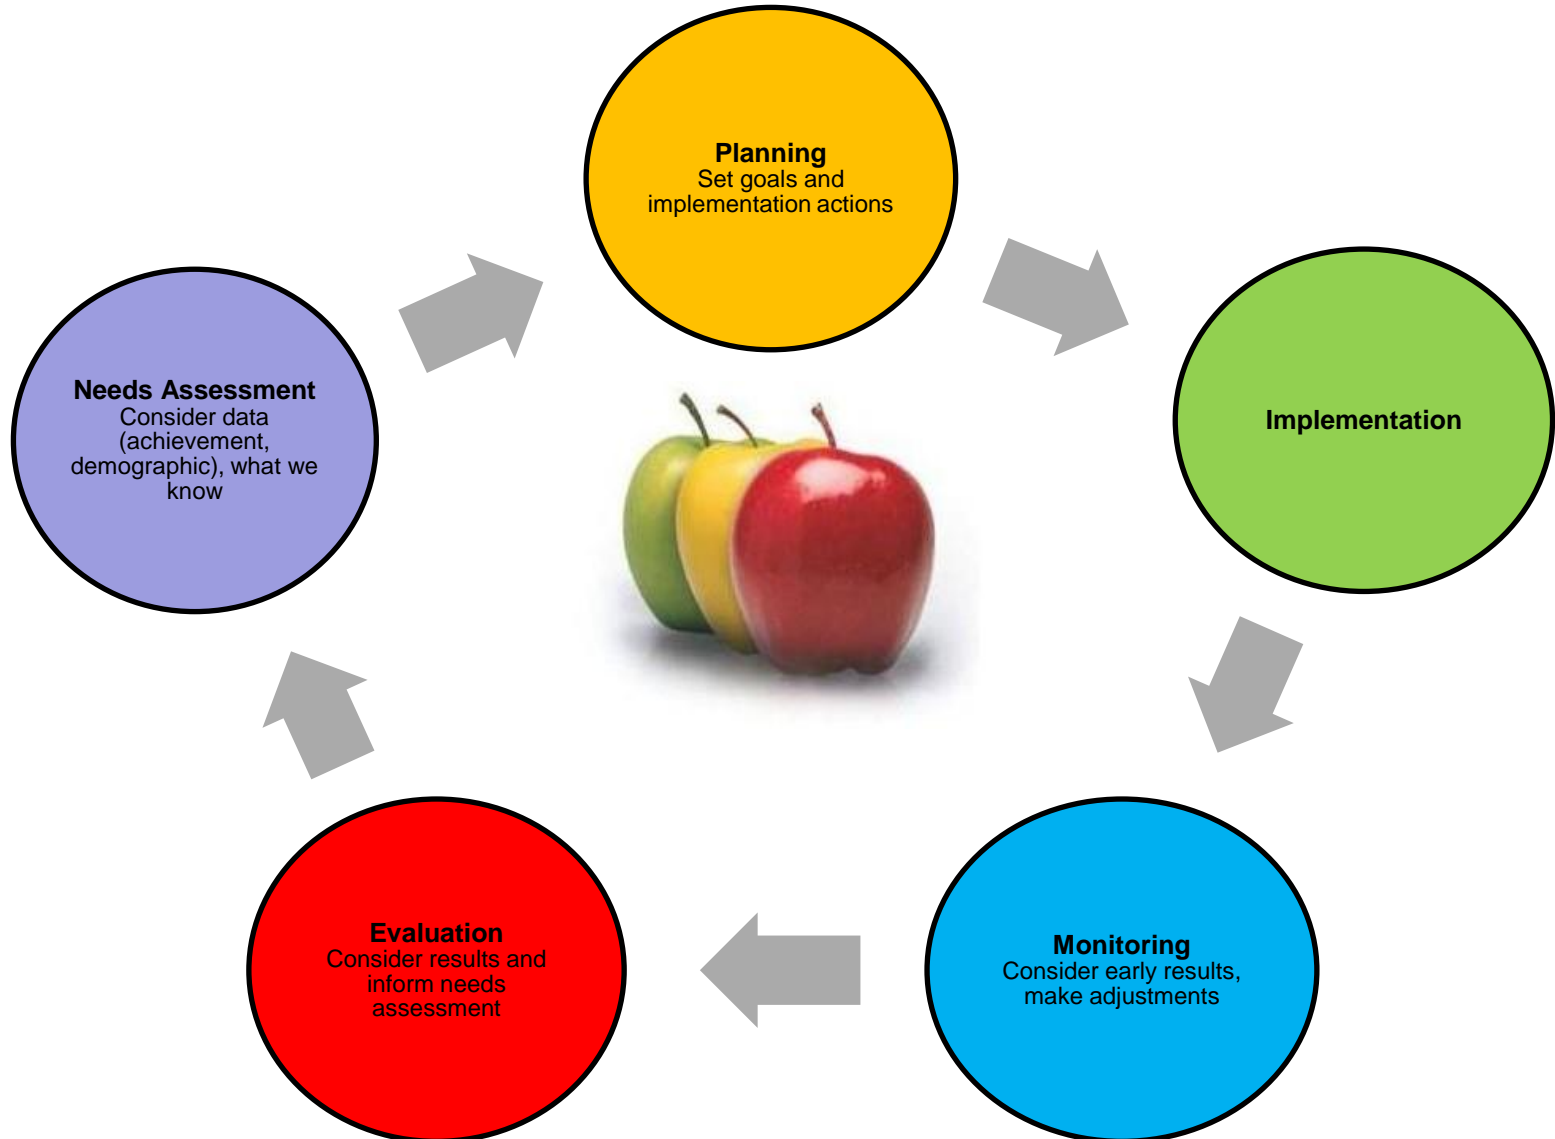 Planning
Set goals and
implementation actions
Needs Assessment
Consider data
(achievement,
demographic), what we
know
Implementation
Monitoring
Consider early results,
make adjustments
Evaluation
Consider results and
inform needs
assessment